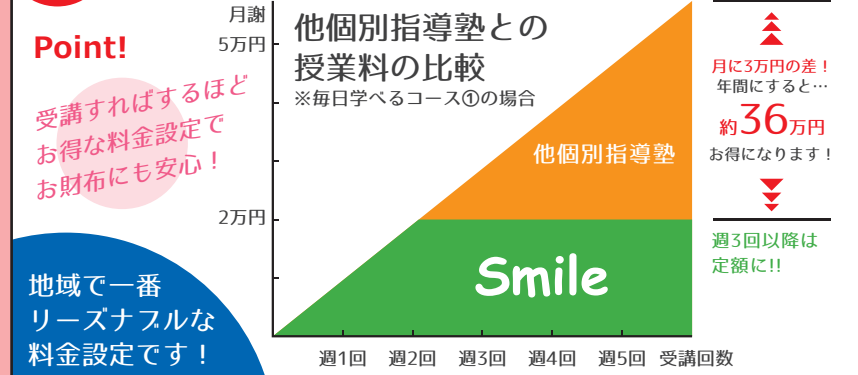 Point!
受講すればするほど
お得な料金設定で
お財布にも安心！
地域で一番
リーズナブルな
料金設定です！
他個別指導塾との
授業料の比較
※毎日学べるコース①の場合
月謝
5万円
2万円
他個別指導塾
Smile
週1回 週2回 週3回 週4回 週5回 受講回数
月に3万円の差！
年間にすると…
約36万円
お得になります！
週3回以降は
定額に!!